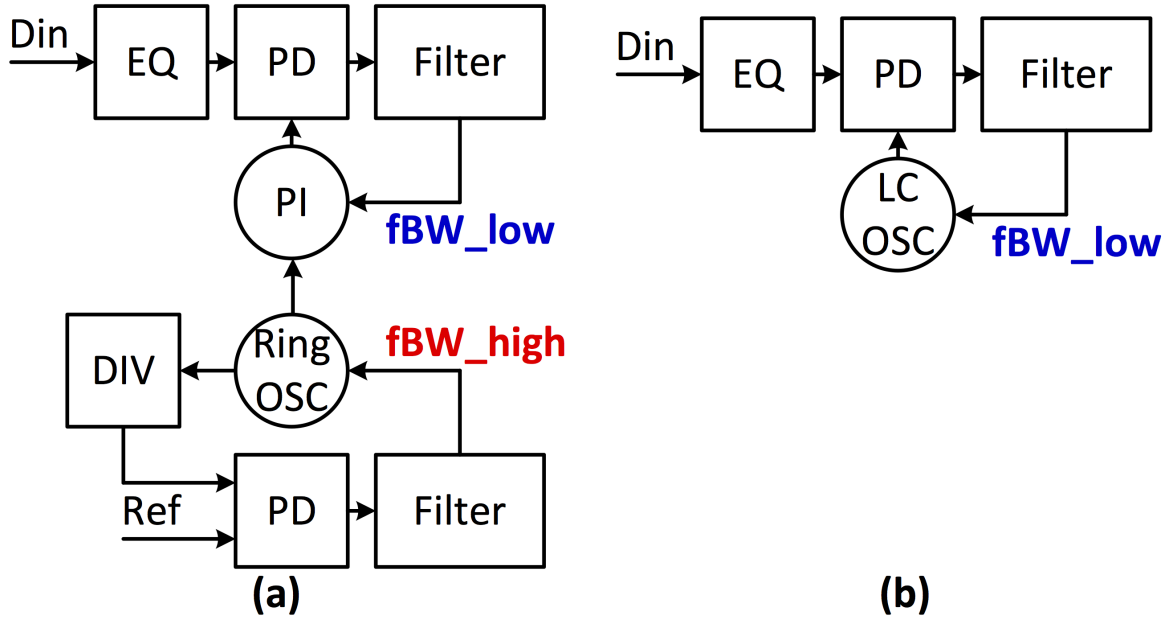 Din
EQ
PD
Filter
PI
fBW_low
Ring
OSC
fBW_high
DIV
Ref
PD
Filter
(a)
Din
EQ
PD
Filter
LC
OSC
fBW_low
(b)